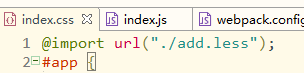 index.css index.js webpack.config
1 @import url("./add.less");
2 #app {